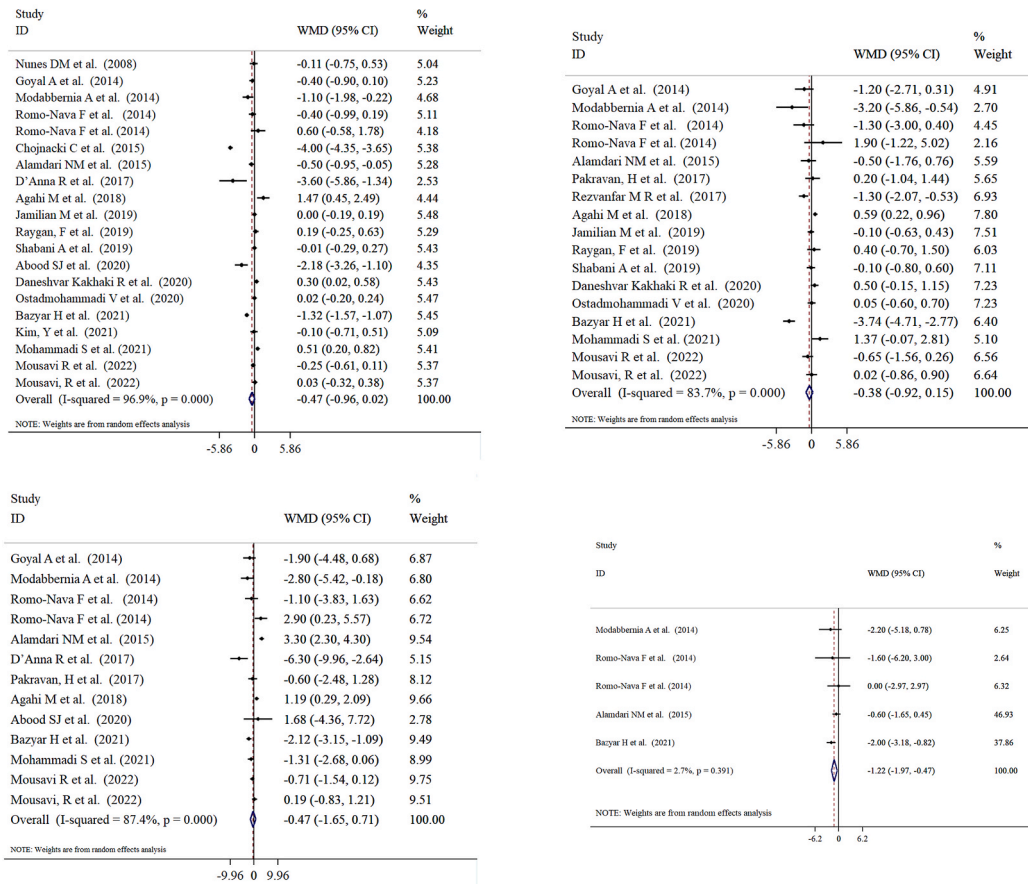 Study %
ID WMD (95% CI) Weight
Nunes DM et al. (2008) -0.11 (-0.75, 0.53) 5.04
Goyal A et al. (2014) -0.40 (-0.90, 0.10) 5.23
Modabbernia A et al. (2014) -1.10 (-1.98, -0.22) 4.68
Romo-Nava F et al. (2014) -0.40 (-0.99, 0.19) 5.11
Romo-Nava F et al. (2014) 0.60 (-0.58, 1.78) 4.18
Chojnacki C et al. (2015) -4.00 (-4.35, -3.65) 5.38
Alamdari NM et al. (2015) -0.50 (-0.95, -0.05) 5.28
D'Anna R et al. (2017) -3.60 (-5.86, -1.34) 2.53
Agahi M et al. (2018) 1.47 (0.45, 2.49) 4.44
Jamilian M et al. (2019) 0.00 (-0.19, 0.19) 5.48
Raygan, F et al. (2019) 0.19 (-0.25, 0.63) 5.29
Shabani A et al. (2019) -0.01 (-0.29, 0.27) 5.43
Abood SJ et al. (2020) -2.18 (-3.26, -1.10) 4.35
Daneshvar Kakhaki R et al. (2020) 0.30 (0.02, 0.58) 5.43
Ostadmohammadi V et al. (2020) 0.02 (-0.20, 0.24) 5.47
Bazyar H et al. (2021) -1.32 (-1.57, -1.07) 5.45
Kim, Y et al. (2021) -0.10 (-0.71, 0.51) 5.09
Mohammadi S et al. (2021) 0.51 (0.20, 0.82) 5.41
Mousavi R et al. (2022) -0.25 (-0.61, 0.11) 5.37
Mousavi, R et al. (2022) 0.03 (-0.32, 0.38) 5.37
Overall (I-squared = 96.9%, p = 0.000) -0.47 (-0.96, 0.02) 100.00
NOTE: Weights are from random effects analysis
-5.86 0 5.86
Study %
ID WMD (95% CI) Weight
Goyal A et al. (2014) -1.20 (-2.71, 0.31) 4.91
Modabbernia A et al. (2014) -3.20 (-5.86, -0.54) 2.70
Romo-Nava F et al. (2014) -1.30 (-3.00, 0.40) 4.45
Romo-Nava F et al. (2014) 1.90 (-1.22, 5.02) 2.16
Alamdari NM et al. (2015) -0.50 (-1.76, 0.76) 5.59
Pakravan, H et al. (2017) 0.20 (-1.04, 1.44) 5.65
Rezvanfar M R et al. (2017) -1.30 (-2.07, -0.53) 6.93
Agahi M et al. (2018) 0.59 (0.22, 0.96) 7.80
Jamilian M et al. (2019) -0.10 (-0.63, 0.43) 7.51
Raygan, F et al. (2019) 0.40 (-0.70, 1.50) 6.03
Shabani A et al. (2019) -0.10 (-0.80, 0.60) 7.11
Daneshvar Kakhaki R et al. (2020) 0.50 (-0.15, 1.15) 7.23
Ostadmohammadi V et al. (2020) 0.05 (-0.60, 0.70) 7.23
Bazyar H et al. (2021) -3.74 (-4.71, -2.77) 6.40
Mohammadi S et al. (2021) 1.37 (-0.07, 2.81) 5.10
Mousavi R et al. (2022) -0.65 (-1.56, 0.26) 6.56
Mousavi, R et al. (2022) 0.02 (-0.86, 0.90) 6.64
Overall (I-squared = 83.7%, p = 0.000) -0.38 (-0.92, 0.15) 100.00
NOTE: Weights are from random effects analysis
-5.86 0 5.86
Study %
ID WMD (95% CI) Weight
Goyal A et al. (2014) -1.90 (-4.48, 0.68) 6.87
Modabbernia A et al. (2014) -2.80 (-5.42, -0.18) 6.80
Romo-Nava F et al. (2014) -1.10 (-3.83, 1.63) 6.62
Romo-Nava F et al. (2014) 2.90 (0.23, 5.57) 6.72
Alamdari NM et al. (2015) 3.30 (2.30, 4.30) 9.54
D'Anna R et al. (2017) -6.30 (-9.96, -2.64) 5.15
Pakravan, H et al. (2017) -0.60 (-2.48, 1.28) 8.12
Agahi M et al. (2018) 1.19 (0.29, 2.09) 9.66
Abood SJ et al. (2020) 1.68 (-4.36, 7.72) 2.78
Bazyar H et al. (2021) -2.12 (-3.15, -1.09) 9.49
Mohammadi S et al. (2021) -1.31 (-2.68, 0.06) 8.99
Mousavi R et al. (2022) -0.71 (-1.54, 0.12) 9.75
Mousavi, R et al. (2022) 0.19 (-0.83, 1.21) 9.51
Overall (I-squared = 87.4%, p = 0.000) -0.47 (-1.65, 0.71) 100.00
NOTE: Weights are from random effects analysis
-9.96 0 9.96
Study %
ID WMD (95% CI) Weight
Modabbernia A et al. (2014) -2.20 (-5.18, 0.78) 6.25
Romo-Nava F et al. (2014) -1.60 (-6.20, 3.00) 2.64
Romo-Nava F et al. (2014) 0.00 (-2.97, 2.97) 6.32
Alamdari NM et al. (2015) -0.60 (-1.65, 0.45) 46.93
Bazyar H et al. (2021) -2.00 (-3.18, -0.82) 37.86
Overall (I-squared = 2.7%, p = 0.391) -1.22 (-1.97, -0.47) 100.00
NOTE: Weights are from random effects analysis
-6.2 0 6.2